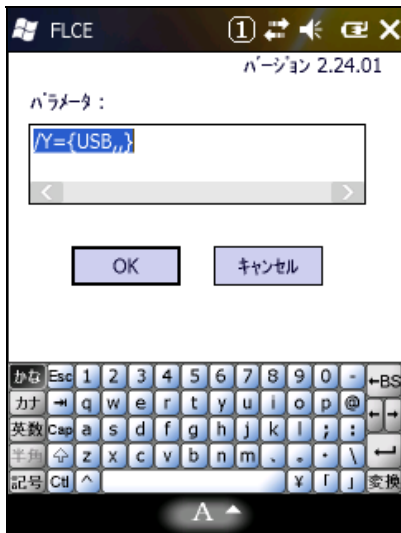 FLCE 1
ﾊﾞｰｼﾞｮﾝ 2.24.01
ﾊﾟﾗﾒｰﾀ :
/Y={USB,,}
OK ｷｬﾝｾﾙ
かな Esc 1 2 3 4 5 6 7 8 9 0 - ←BS
カナ q w e r t y u i o p @ ← →
英数 Cap a s d f g h j k l ; :
半角 z x c v b n m 、 。 ・ \
記号 Ctl ^ ¥ 「 」 変換
A